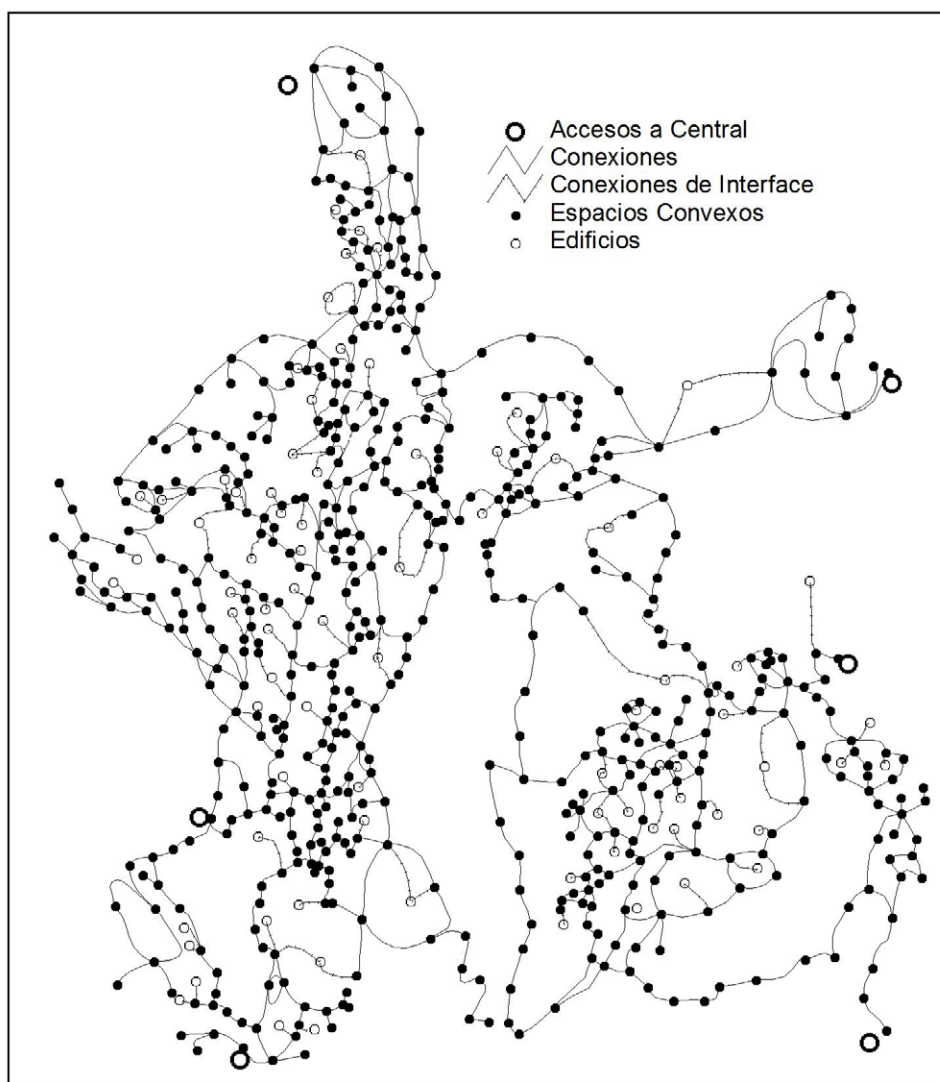 Accesos a Central
Conexiones
Conexiones de Interface
Espacios Convexos
Edificios